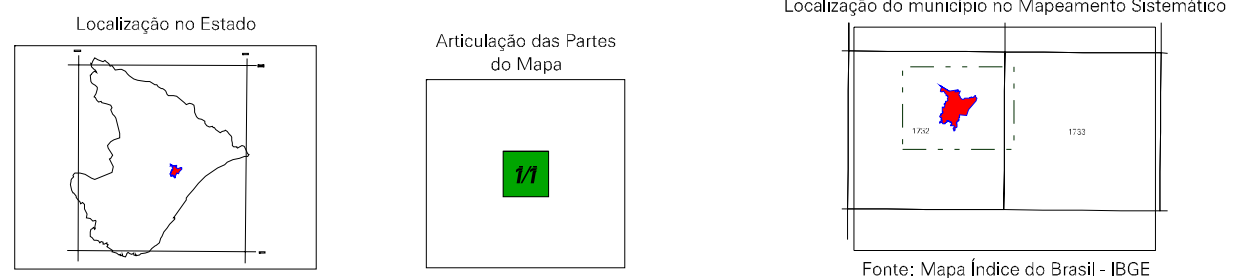 Localização no Estado
Articulação das Partes
do Mapa
1/1
Localização do município no Mapeamento Sistemático
1732
1733
Fonte: Mapa Índice do Brasil - IBGE